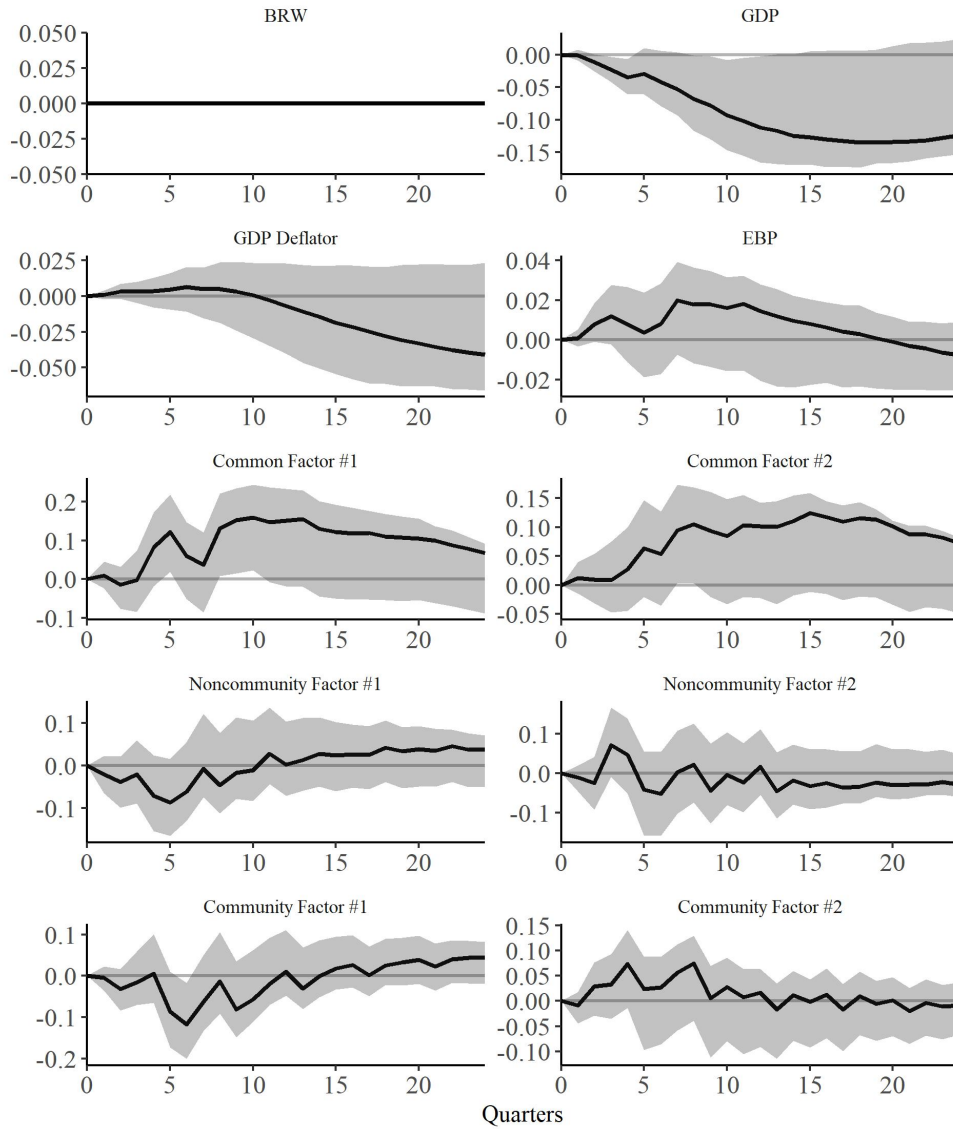 BRW
0.050
0.025
0.000
-0.025
-0.050
0 5 10 15 20
GDP
0.00
-0.05
-0.10
-0.15
0 5 10 15 20
GDP Deflator
0.025
0.000
-0.025
-0.050
0 5 10 15 20
EBP
0.04
0.02
0.00
-0.02
0 5 10 15 20
Common Factor #1
0.2
0.1
0.0
-0.1
0 5 10 15 20
Common Factor #2
0.15
0.10
0.05
0.00
-0.05
0 5 10 15 20
Noncommunity Factor #1
0.1
0.0
-0.1
0 5 10 15 20
Noncommunity Factor #2
0.1
0.0
-0.1
0 5 10 15 20
Community Factor #1
0.1
0.0
-0.1
-0.2
0 5 10 15 20
Community Factor #2
0.15
0.10
0.05
0.00
-0.05
-0.10
0 5 10 15 20
Quarters